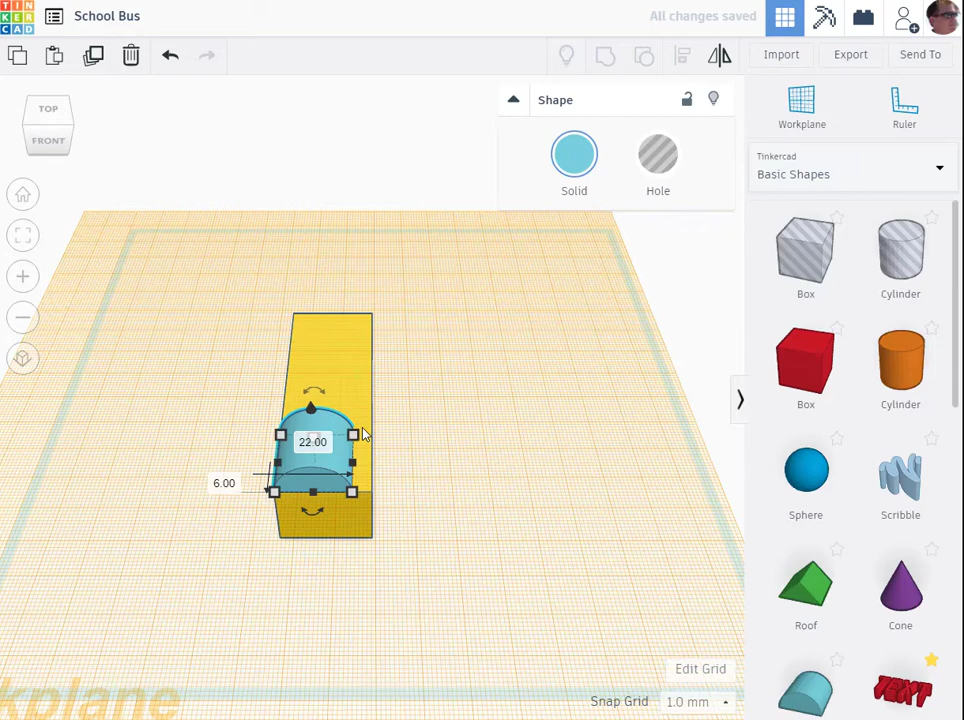 TIN
KER
CAD
School Bus
All changes saved
Import
Export
Send To
TOP
FRONT
Shape
Solid
Hole
Workplane
Ruler
Tinkercad
Basic Shapes
Box
Cylinder
Box
Cylinder
Sphere
Scribble
Roof
Cone
TEXT
22.00
6.00
kplane
Edit Grid
Snap Grid
1.0 mm